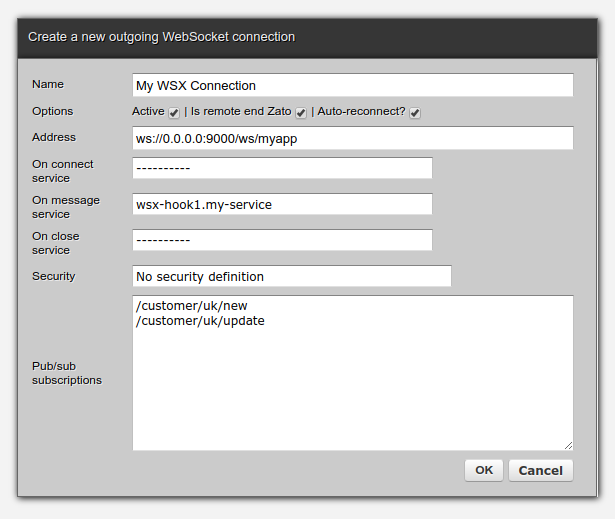 Create a new outgoing WebSocket connection
Name My WSX Connection
Options Active | Is remote end Zato | Auto-reconnect?
Address ws://0.0.0.0:9000/ws/myapp
On connect service ----------
On message service wsx-hook1.my-service
On close service ----------
Security No security definition
Pub/sub subscriptions
/customer/uk/new
/customer/uk/update
OK Cancel